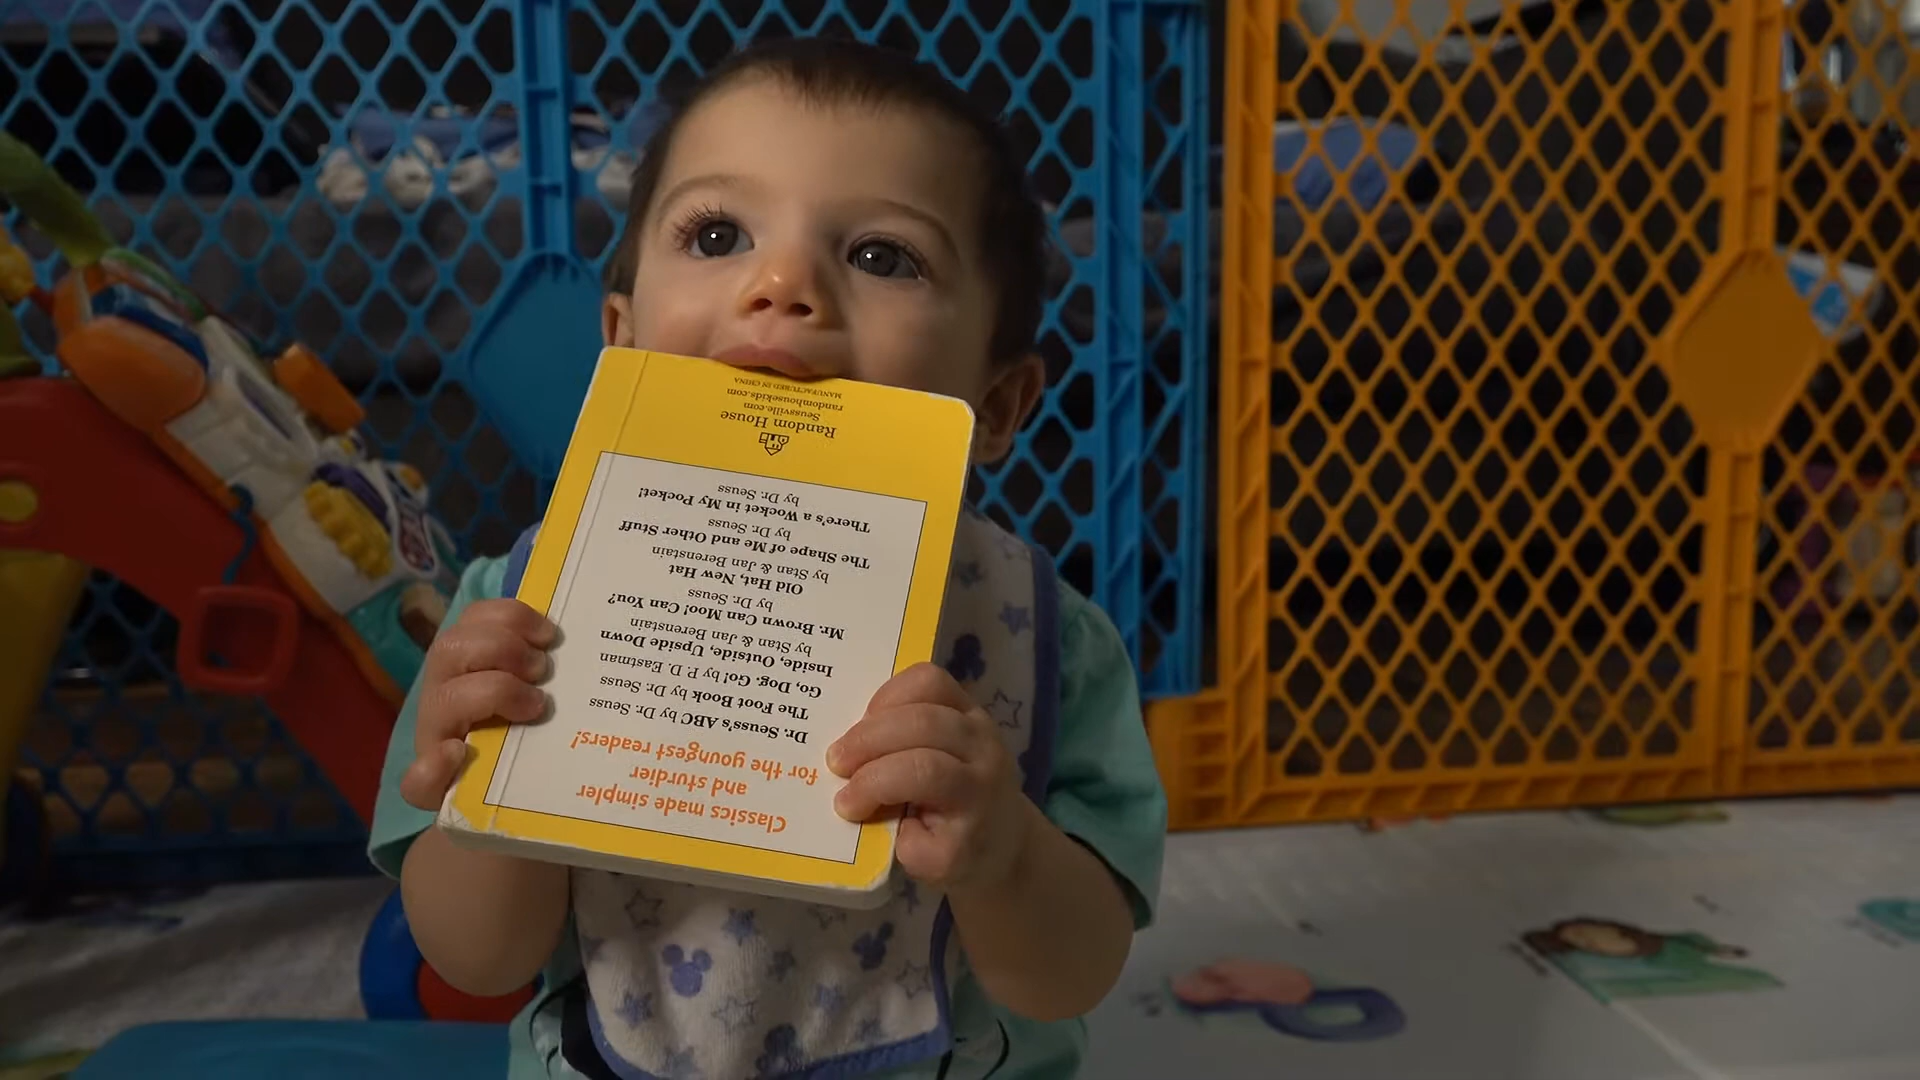 Classics made simpler
and sturdier
for the youngest readers!
Dr. Seuss's ABC by Dr. Seuss
The Foot Book by Dr. Seuss
Go, Dog. Go! by P. D. Eastman
Inside, Outside, Upside Down
by Stan & Jan Berenstain
Mr. Brown Can Moo! Can You?
by Dr. Seuss
Old Hat, New Hat
by Stan & Jan Berenstain
The Shape of Me and Other Stuff
by Dr. Seuss
There's a Wocket in My Pocket!
by Dr. Seuss
Random House
Seussville.com
randomhousekids.com
MANUFACTURED IN CHINA